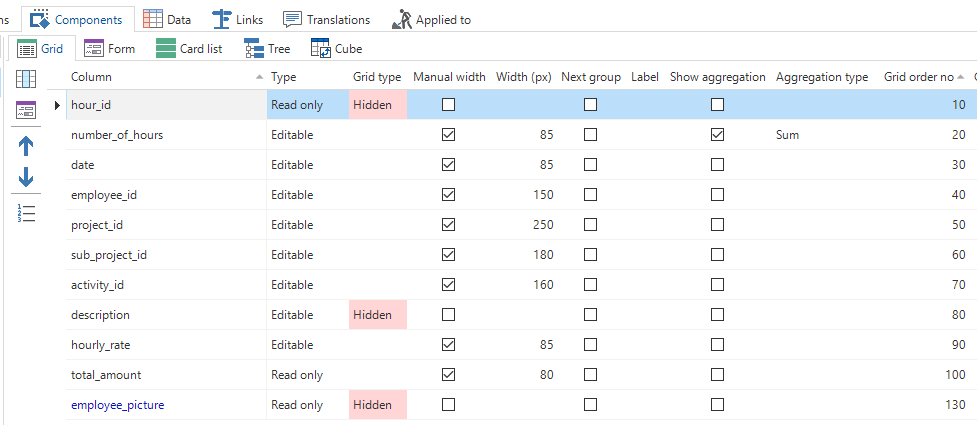 ns Components Data Links Translations Applied to
Grid Form Card list Tree Cube
Column Type Grid type Manual width Width (px) Next group Label Show aggregation Aggregation type Grid order no
hour_id Read only Hidden 10
number_of_hours Editable 85 Sum 20
date Editable 85 30
employee_id Editable 150 40
project_id Editable 250 50
sub_project_id Editable 180 60
activity_id Editable 160 70
description Editable Hidden 80
hourly_rate Editable 85 90
total_amount Read only 80 100
employee_picture Read only Hidden 130